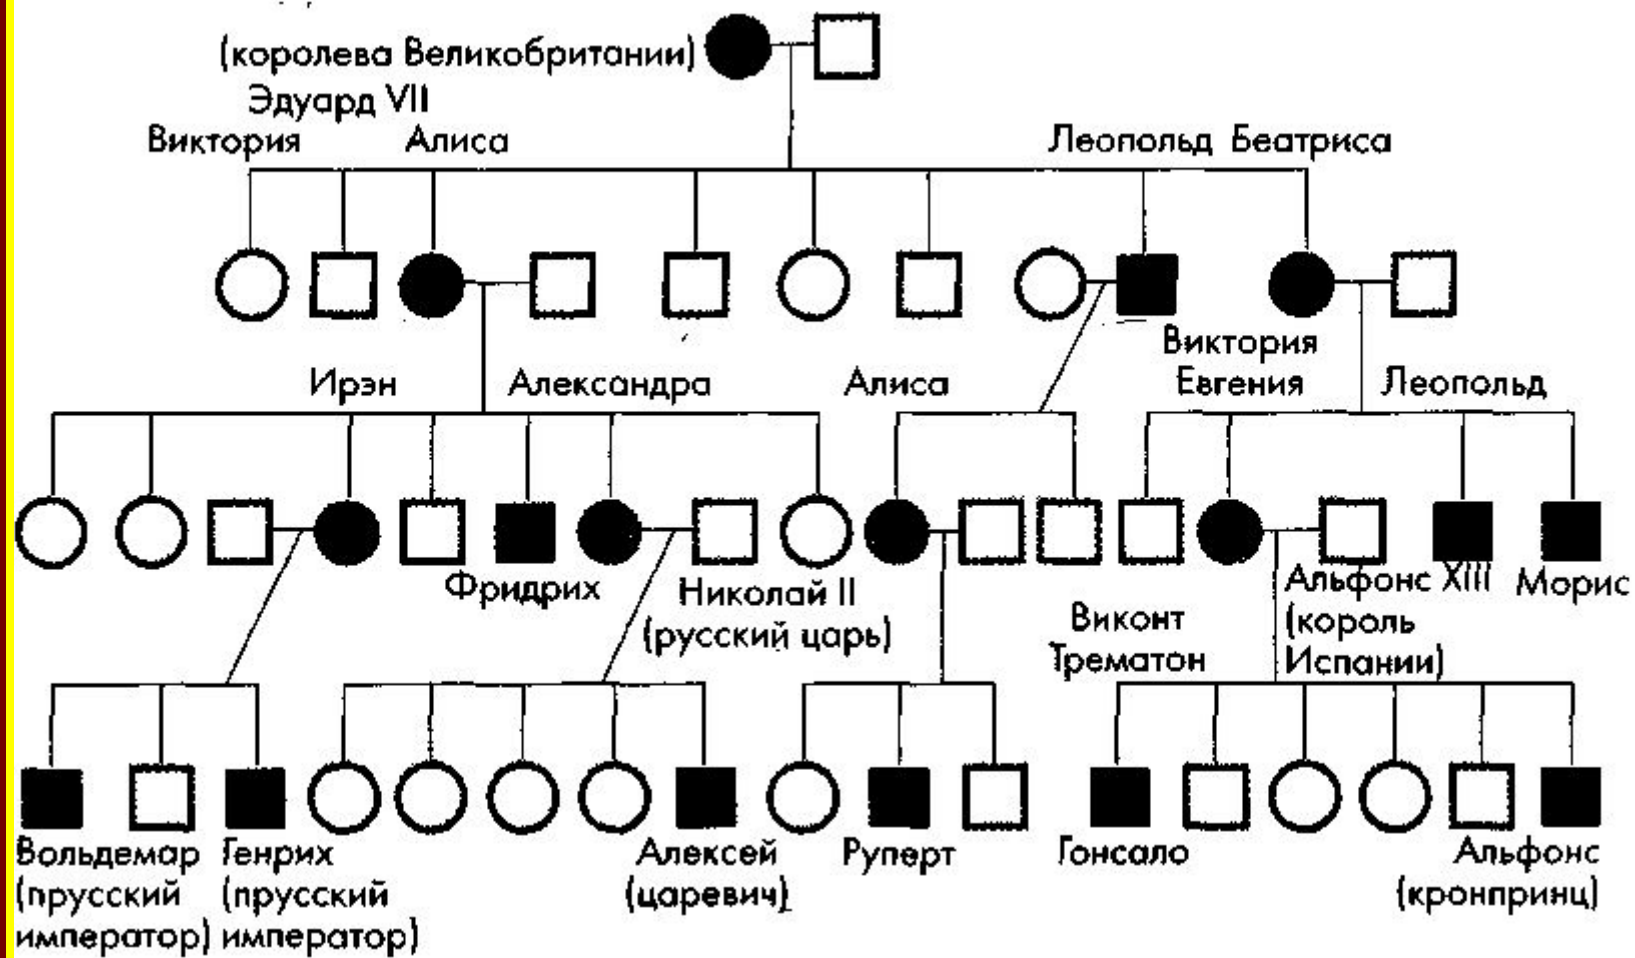 (королева Великобритании)
Эдуард VII
Виктория Алиса Леопольд Беатриса
Виктория
Ирэн Александра Алиса Евгения Леопольд
Фридрих Николай II Альфонс XIII Морис
(русский царь) Виконт (король
Трематон Испании)
Вольдемар Генрих Алексей Руперт Гонсало Альфонс
(прусский (прусский (царевич) (кронпринц)
император) император)